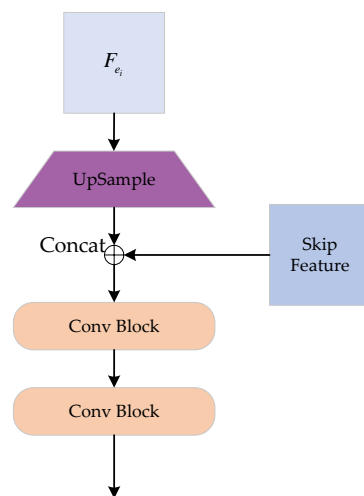 F_{e_i}
UpSample
Concat
Skip
Feature
Conv Block
Conv Block